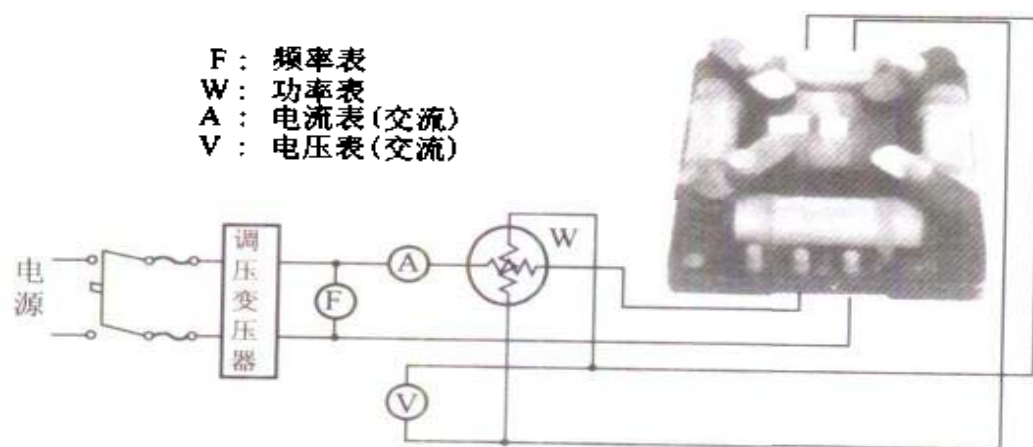 F： 频率表
W： 功率表
A ： 电流表(交流)
V ： 电压表(交流)
W
A
F
V
电源
调压变压器